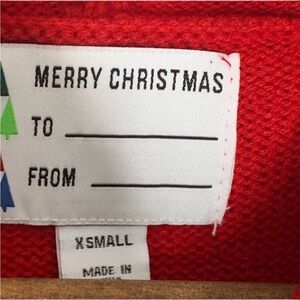 MERRY CHRISTMAS
TO
FROM
XSMALL
MADE IN